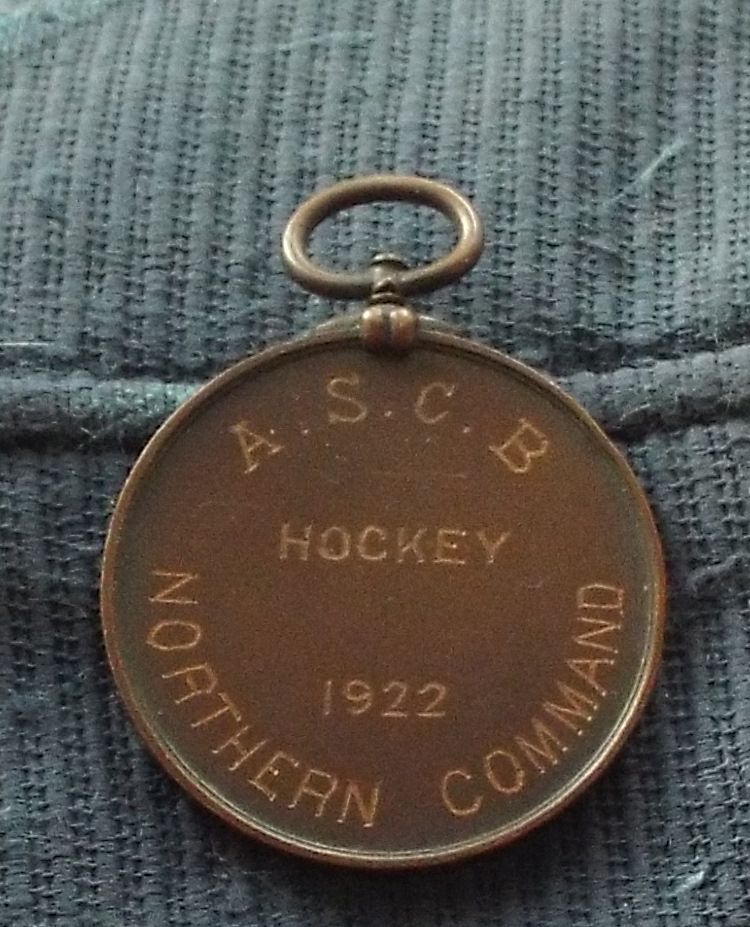 A.S.C.B
HOCKEY
1922
NORTHERN COMMAND